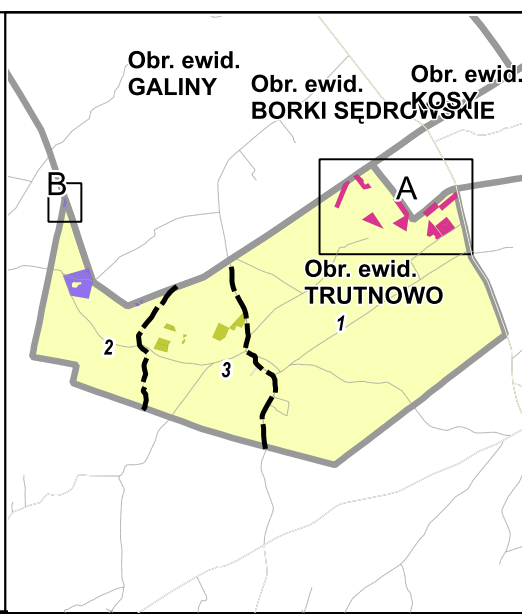 Obr. ewid.
GALINY
Obr. ewid.
BORKI SĘDROWSKIE
Obr. ewid.
KOSY
B
A
Obr. ewid.
TRUTNOWO
1
2
3